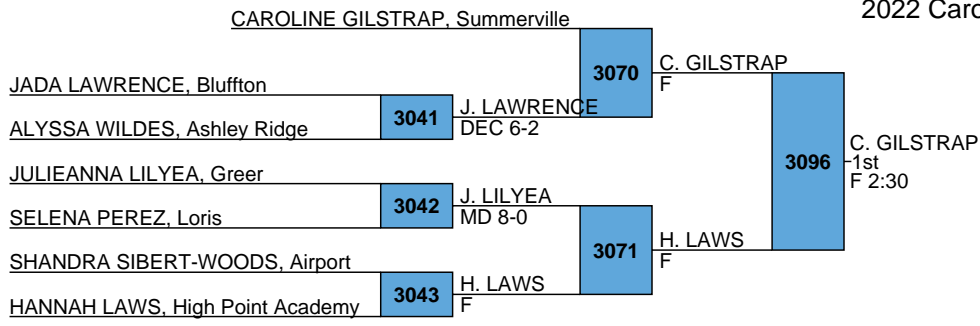 2022 Caro
CAROLINE GILSTRAP, Summerville
3070
C. GILSTRAP
F
JADA LAWRENCE, Bluffton
3041
J. LAWRENCE
DEC 6-2
ALYSSA WILDES, Ashley Ridge
3096
C. GILSTRAP
1st
F 2:30
JULIEANNA LILYEA, Greer
3042
J. LILYEA
MD 8-0
SELENA PEREZ, Loris
3071
H. LAWS
F
SHANDRA SIBERT-WOODS, Airport
3043
H. LAWS
F
HANNAH LAWS, High Point Academy